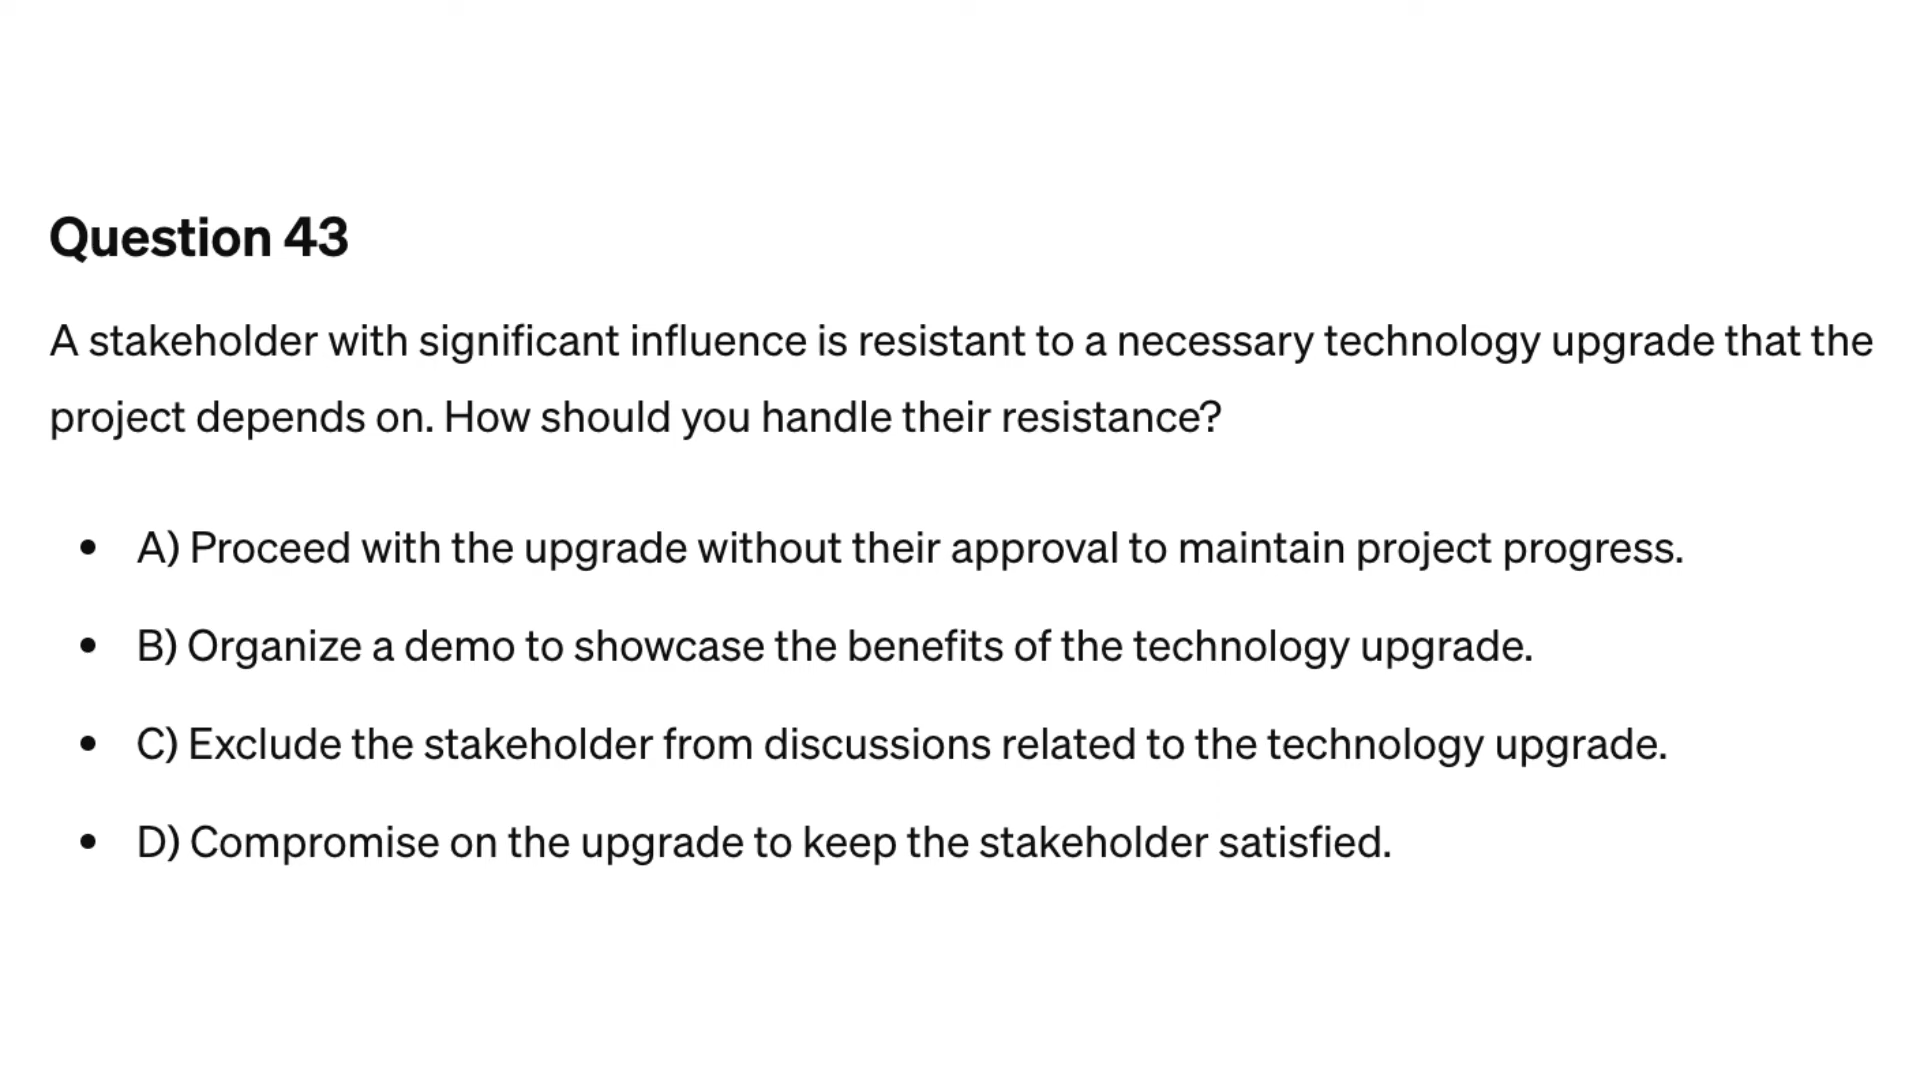 Question 43
A stakeholder with significant influence is resistant to a necessary technology upgrade that the
project depends on. How should you handle their resistance?
• A) Proceed with the upgrade without their approval to maintain project progress.
• B) Organize a demo to showcase the benefits of the technology upgrade.
• C) Exclude the stakeholder from discussions related to the technology upgrade.
• D) Compromise on the upgrade to keep the stakeholder satisfied.